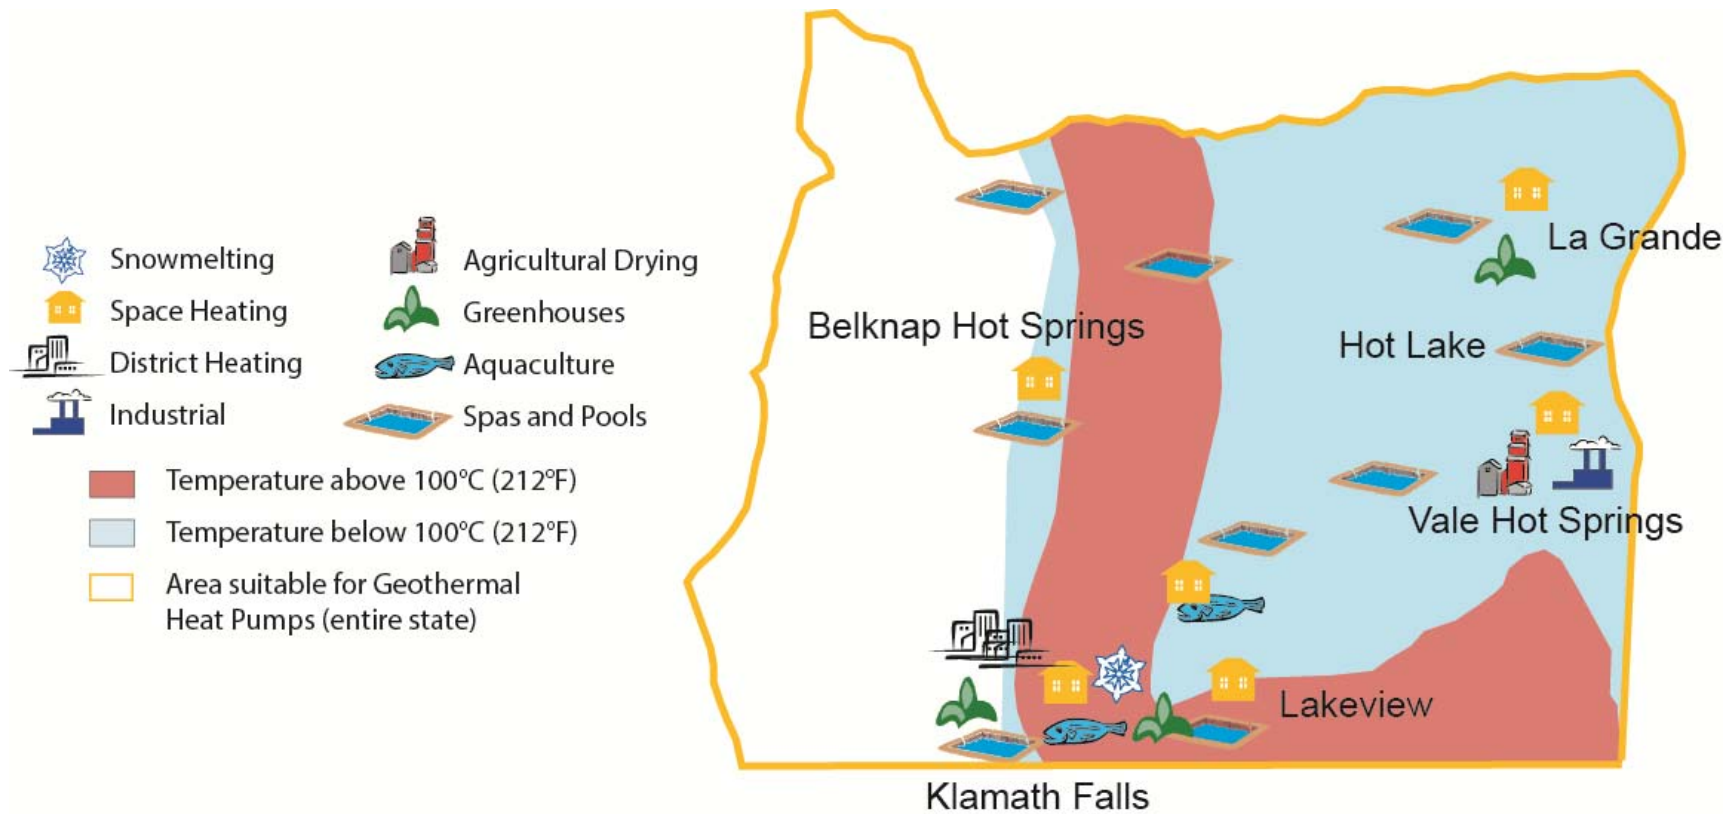 Snowmelting
Space Heating
District Heating
Industrial
Agricultural Drying
Greenhouses
Aquaculture
Spas and Pools
Temperature above 100°C (212°F)
Temperature below 100°C (212°F)
Area suitable for Geothermal
Heat Pumps (entire state)
La Grande
Belknap Hot Springs
Hot Lake
Vale Hot Springs
Lakeview
Klamath Falls